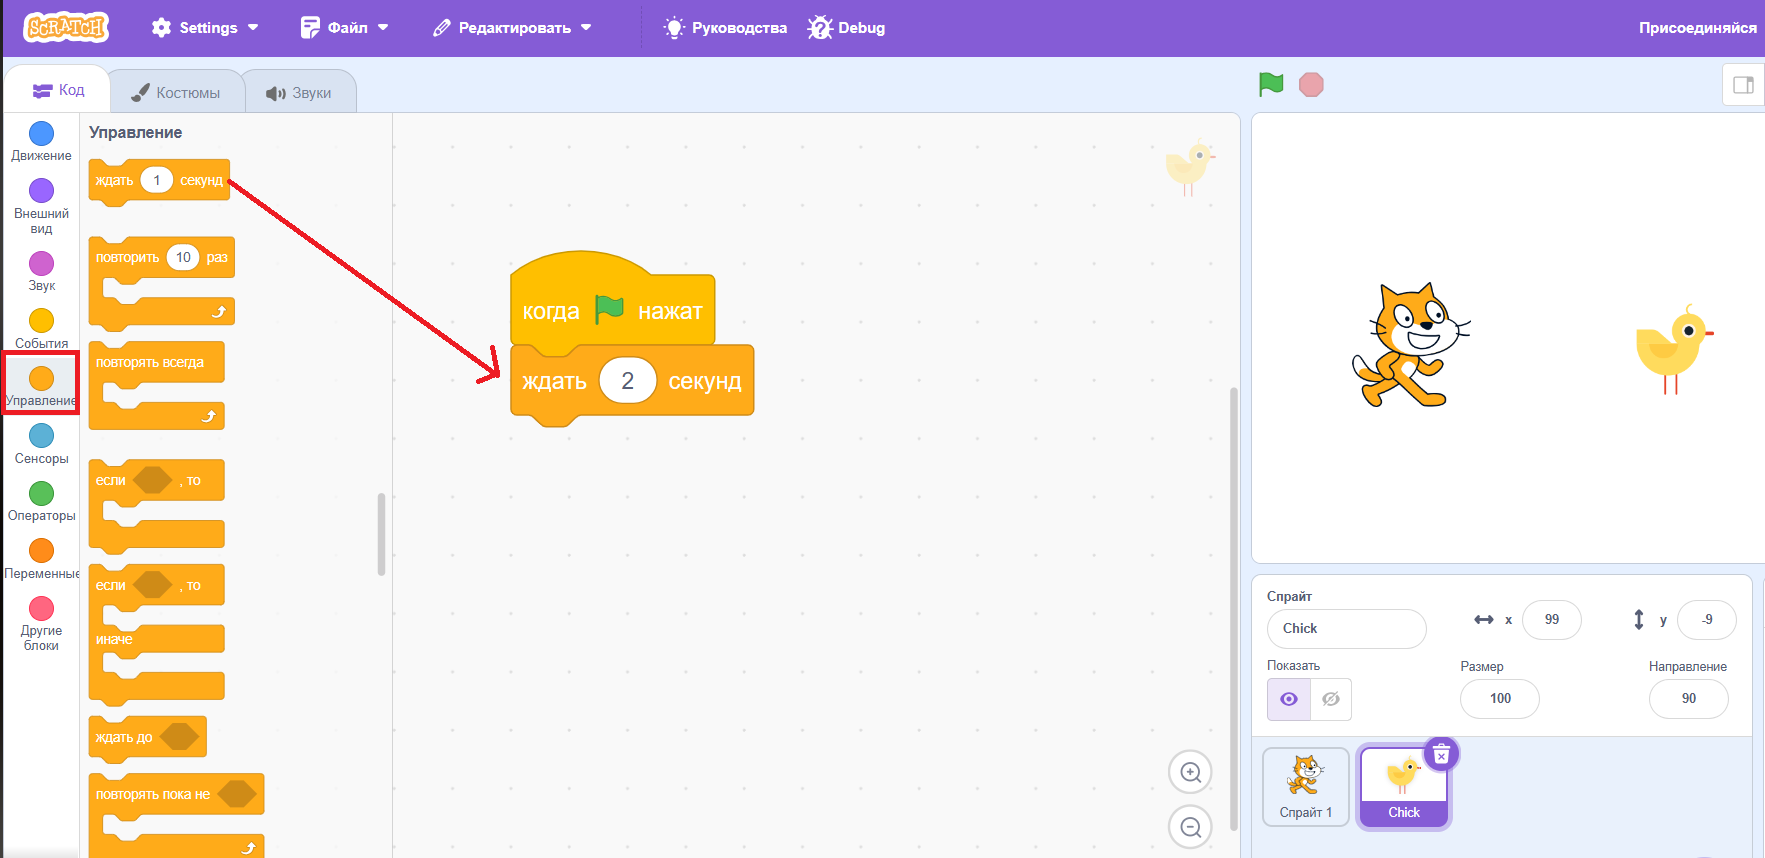 SCRATCH
Settings
Файл
Редактировать
Руководства
Debug
Присоединяйся
Код
Костюмы
Звуки
Движение
Внешний
вид
Звук
События
Управление
Сенсоры
Операторы
Переменные
Другие
блоки
Управление
ждать 1 секунд
повторить 10 раз
повторять всегда
если , то
если , то
иначе
ждать до
повторять пока не
когда нажат
ждать 2 секунд
Спрайт
Chick
x 99
y -9
Показать
Размер
100
Направление
90
Спрайт 1
Chick